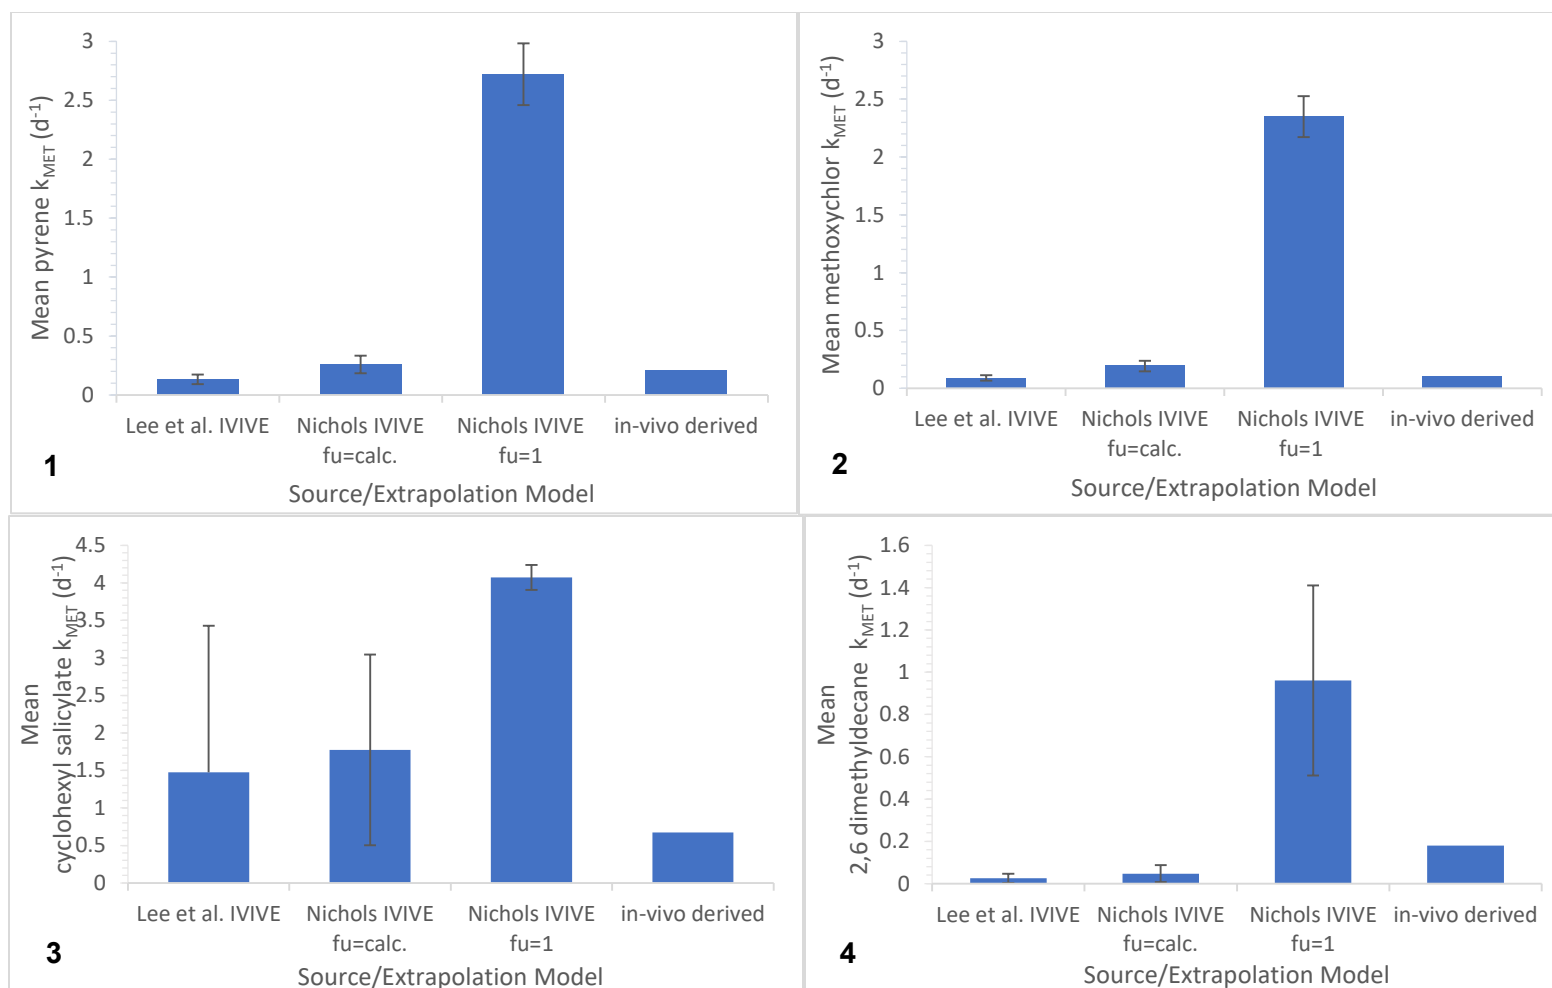 Mean pyrene kMET (d-1)
3
2.5
2
1.5
1
0.5
0
Lee et al. IVIVE
Nichols IVIVE
fu=calc.
Nichols IVIVE
fu=1
in-vivo derived
Source/Extrapolation Model
1
Mean methoxychlor kMET (d-1)
3
2.5
2
1.5
1
0.5
0
Lee et al. IVIVE
Nichols IVIVE
fu=calc.
Nichols IVIVE
fu=1
in-vivo derived
Source/Extrapolation Model
2
Mean
cyclohexyl salicylate kMET (d-1)
4.5
4
3.5
3
2.5
2
1.5
1
0.5
0
Lee et al. IVIVE
Nichols IVIVE
fu=calc.
Nichols IVIVE
fu=1
in-vivo derived
Source/Extrapolation Model
3
Mean
2,6 dimethyldecane kMET (d-1)
1.6
1.4
1.2
1
0.8
0.6
0.4
0.2
0
Lee et al. IVIVE
Nichols IVIVE
fu=calc.
Nichols IVIVE
fu=1
in-vivo derived
Source/Extrapolation Model
4